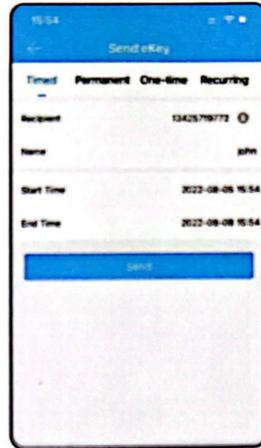 15:54
Send eKey
Timed Permanent One-time Recurring
Recipient 13425719773
Name john
Start Time 2022-08-05 15:54
End Time 2022-08-08 15:54
Send